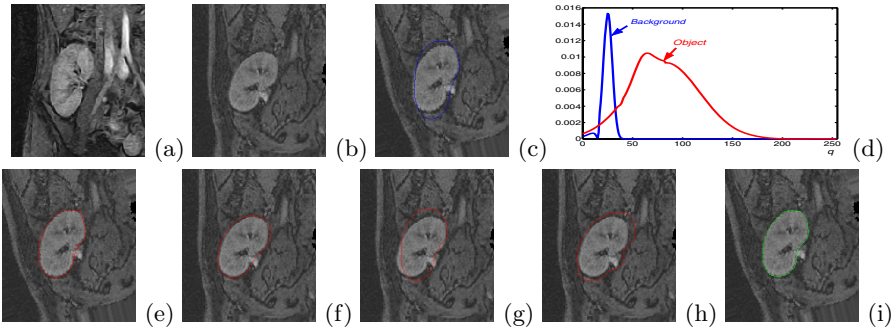 0.016
0.014
0.012
0.01
0.008
0.006
0.004
0.002
0
0 50 100 150 200 250
q
Background
Object
(a) (b) (c) (d)
(e) (f) (g) (h) (i)